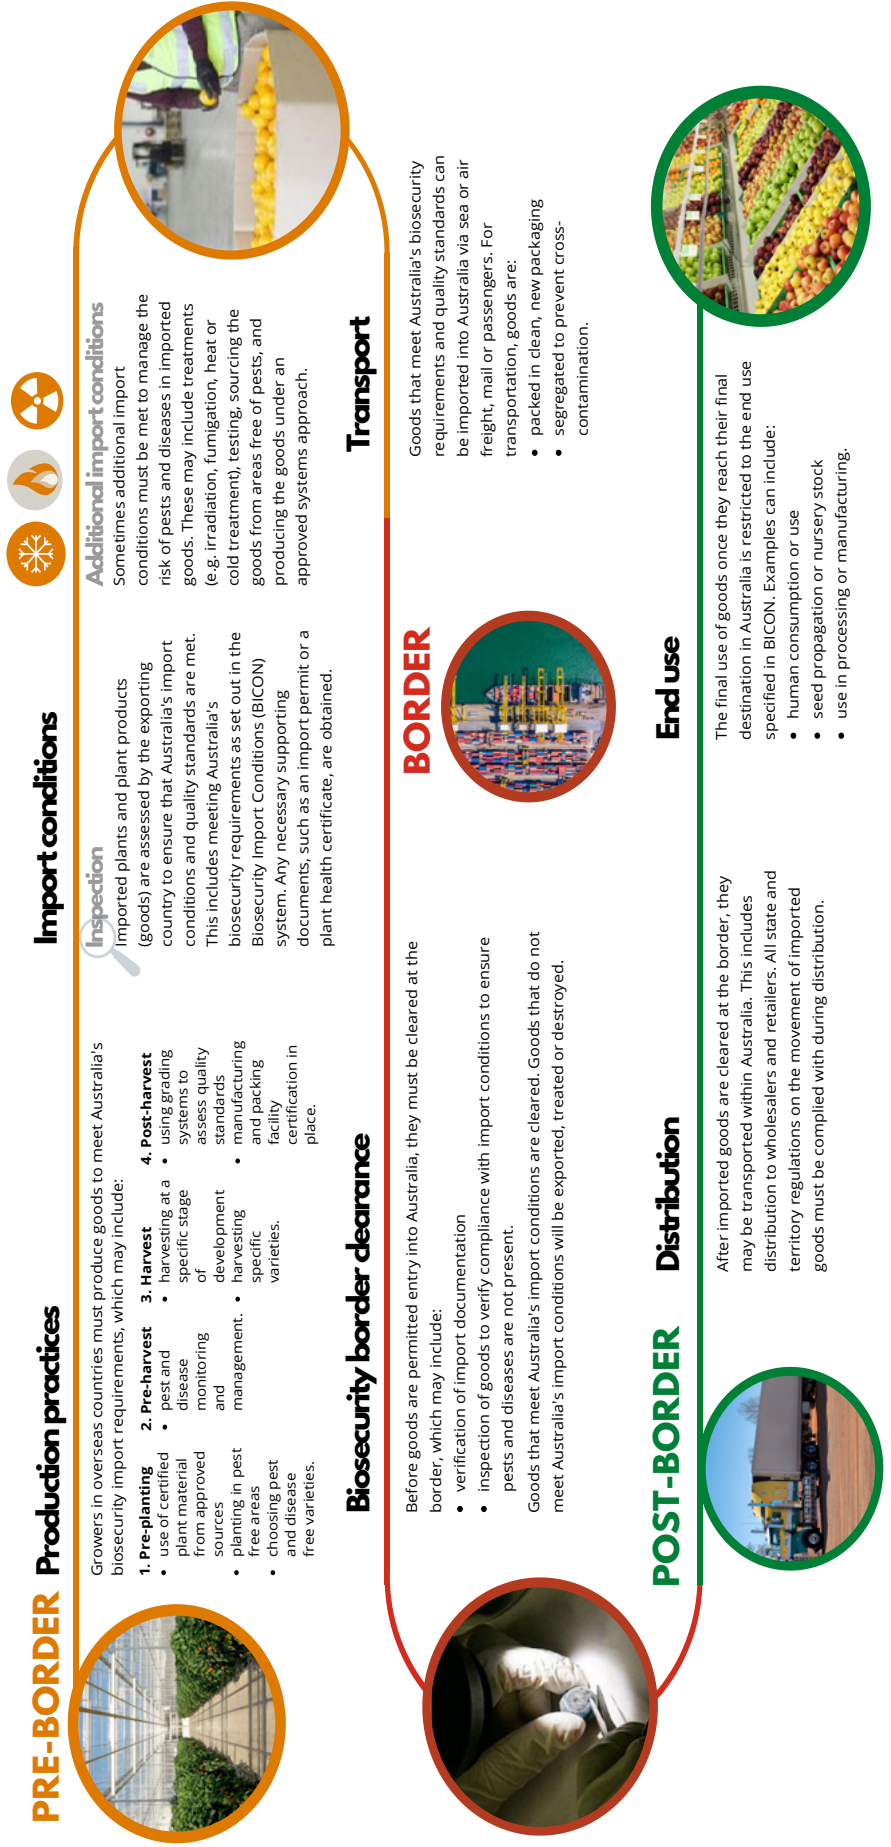 PRE-BORDER
Production practices
Growers in overseas countries must produce goods to meet Australia's
biosecurity import requirements, which may include:
1. Pre-planting
• use of certified
plant material
from approved
sources
• planting in pest
free areas
• choosing pest
and disease
free varieties.
2. Pre-harvest
• pest and
disease
monitoring
and
management.
3. Harvest
• harvesting at a
specific stage
of
development
• harvesting
specific
varieties.
4. Post-harvest
• using grading
systems to
assess quality
standards
• manufacturing
and packing
facility
certification in
place.
Import conditions
Inspection
Imported plants and plant products
(goods) are assessed by the exporting
country to ensure that Australia's import
conditions and quality standards are met.
This includes meeting Australia's
biosecurity requirements as set out in the
Biosecurity Import Conditions (BICON)
system. Any necessary supporting
documents, such as an import permit or a
plant health certificate, are obtained.
Additional import conditions
Sometimes additional import
conditions must be met to manage the
risk of pests and diseases in imported
goods. These may include treatments
(e.g. irradiation, fumigation, heat or
cold treatment), testing, sourcing the
goods from areas free of pests, and
producing the goods under an
approved systems approach.
Transport
Goods that meet Australia's biosecurity
requirements and quality standards can
be imported into Australia via sea or air
freight, mail or passengers. For
transportation, goods are:
• packed in clean, new packaging
• segregated to prevent cross-
contamination.
BORDER
Biosecurity border clearance
Before goods are permitted entry into Australia, they must be cleared at the
border, which may include:
• verification of import documentation
• inspection of goods to verify compliance with import conditions to ensure
pests and diseases are not present.
Goods that meet Australia's import conditions are cleared. Goods that do not
meet Australia's import conditions will be exported, treated or destroyed.
POST-BORDER
Distribution
After imported goods are cleared at the border, they
may be transported within Australia. This includes
distribution to wholesalers and retailers. All state and
territory regulations on the movement of imported
goods must be complied with during distribution.
End use
The final use of goods once they reach their final
destination in Australia is restricted to the end use
specified in BICON. Examples can include:
• human consumption or use
• seed propagation or nursery stock
• use in processing or manufacturing.